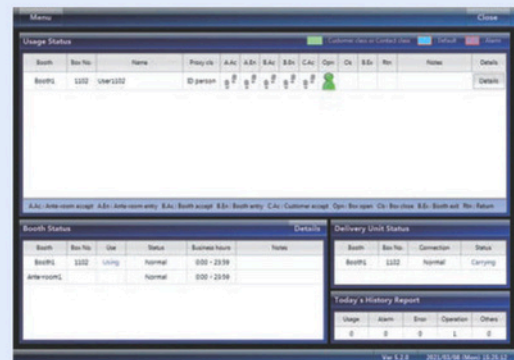 Menu Close
Usage Status : Customer class or Contact class : Default : Alarm
Booth Box No. Name Proxy cls A.Ac A.En B.Ac B.En C.Ac Opn Cls B.Ex Rtn Notes Details
Booth1 1102 User1102 ID person Details
A.Ac : Ante-room accept A.En : Ante-room entry B.Ac : Booth accept B.En : Booth entry C.Ac : Customer accept Opn : Box open Cls : Box close B.Ex : Booth exit Rtn : Return
Booth Status Details
Booth Box No. Use Status Business hours Notes
Booth1 1102 Using Normal 0:00 - 23:59
Ante-room1 Normal 0:00 - 23:59
Delivery Unit Status
Booth Box No. Connection Status
Booth1 1102 Normal Carrying
Today's History Report
Usage Alarm Error Operation Others
0 0 0 1 0
Ver 5.2.0